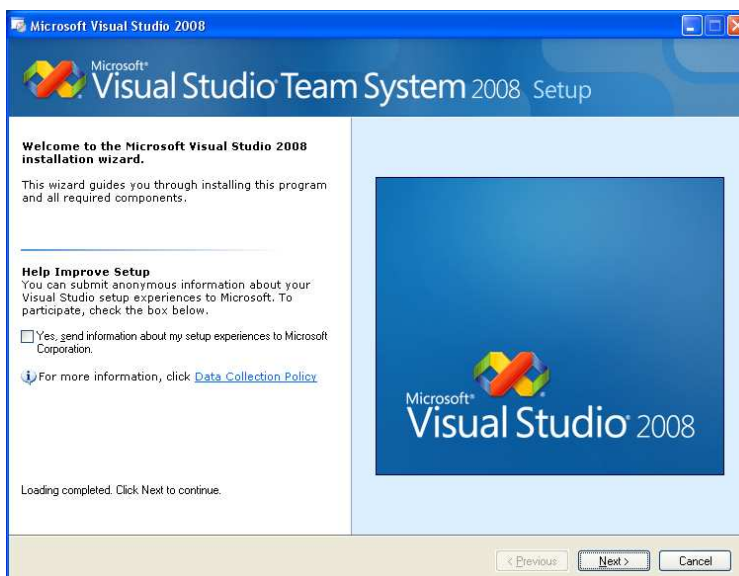 Microsoft Visual Studio 2008
Microsoft®
Visual Studio® Team System 2008 Setup
Welcome to the Microsoft Visual Studio 2008
installation wizard.
This wizard guides you through installing this program
and all required components.
Help Improve Setup
You can submit anonymous information about your
Visual Studio setup experiences to Microsoft. To
participate, check the box below.
Yes, send information about my setup experiences to Microsoft
Corporation.
For more information, click Data Collection Policy
Loading completed. Click Next to continue.
Microsoft®
Visual Studio® 2008
< Previous
Next >
Cancel